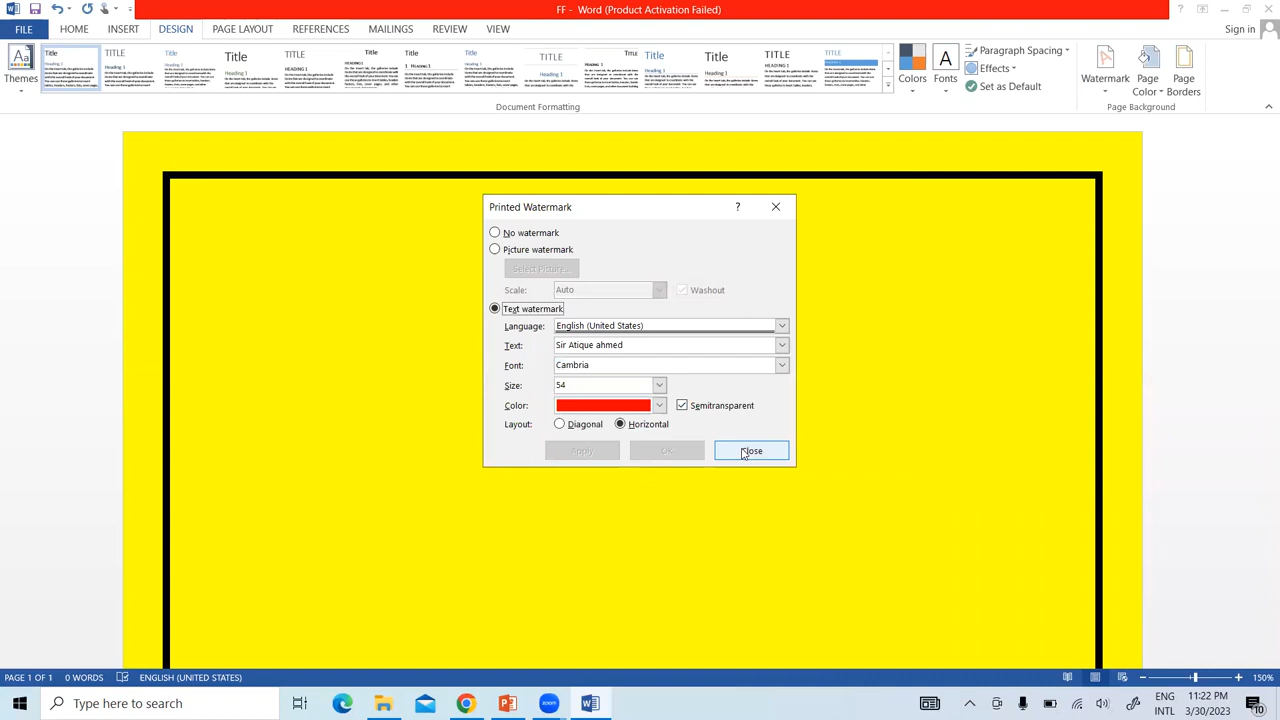 FF - Word (Product Activation Failed)
FILE HOME INSERT DESIGN PAGE LAYOUT REFERENCES MAILINGS REVIEW VIEW Sign in
Themes
Colors
Fonts
Paragraph Spacing
Effects
Set as Default
Watermark
Page Color
Page Borders
Document Formatting
Page Background
Printed Watermark
No watermark
Picture watermark
Select Picture...
Scale: Auto Washout
Text watermark
Language: English (United States)
Text: Sir Atique ahmed
Font: Cambria
Size: 54
Color: Semitransparent
Layout: Diagonal Horizontal
Apply OK Close
PAGE 1 OF 1 0 WORDS ENGLISH (UNITED STATES) 150%
Type here to search
zoom
ENG
INTL
11:22 PM
3/30/2023
10